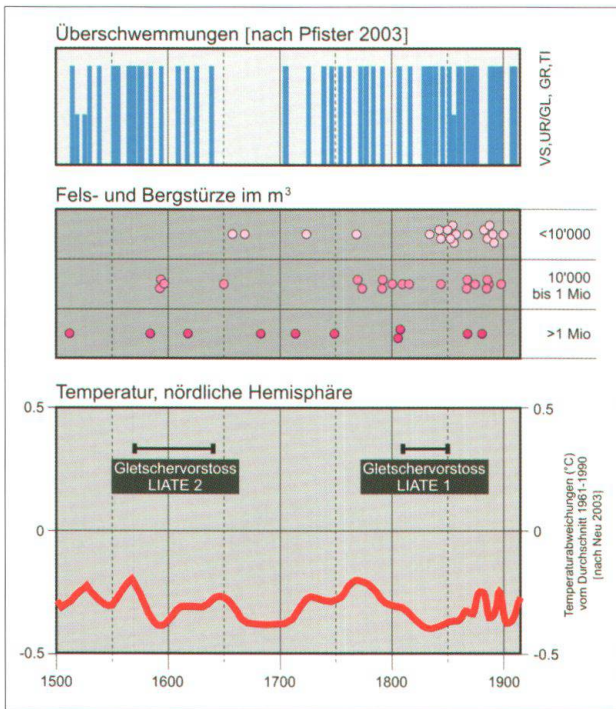 Überschwemmungen [nach Pfister 2003]
VS,UR/GL, GR,TI
Fels- und Bergstürze im m³
<10'000
10'000
bis 1 Mio
>1 Mio
Temperatur, nördliche Hemisphäre
0.5
0.5
Gletschervorstoss
LIATE 2
Gletschervorstoss
LIATE 1
0
0
Temperaturabweichungen (°C)
vom Durchschnitt 1961-1990
[nach Neu 2003]
-0.5
-0.5
1500
1600
1700
1800
1900